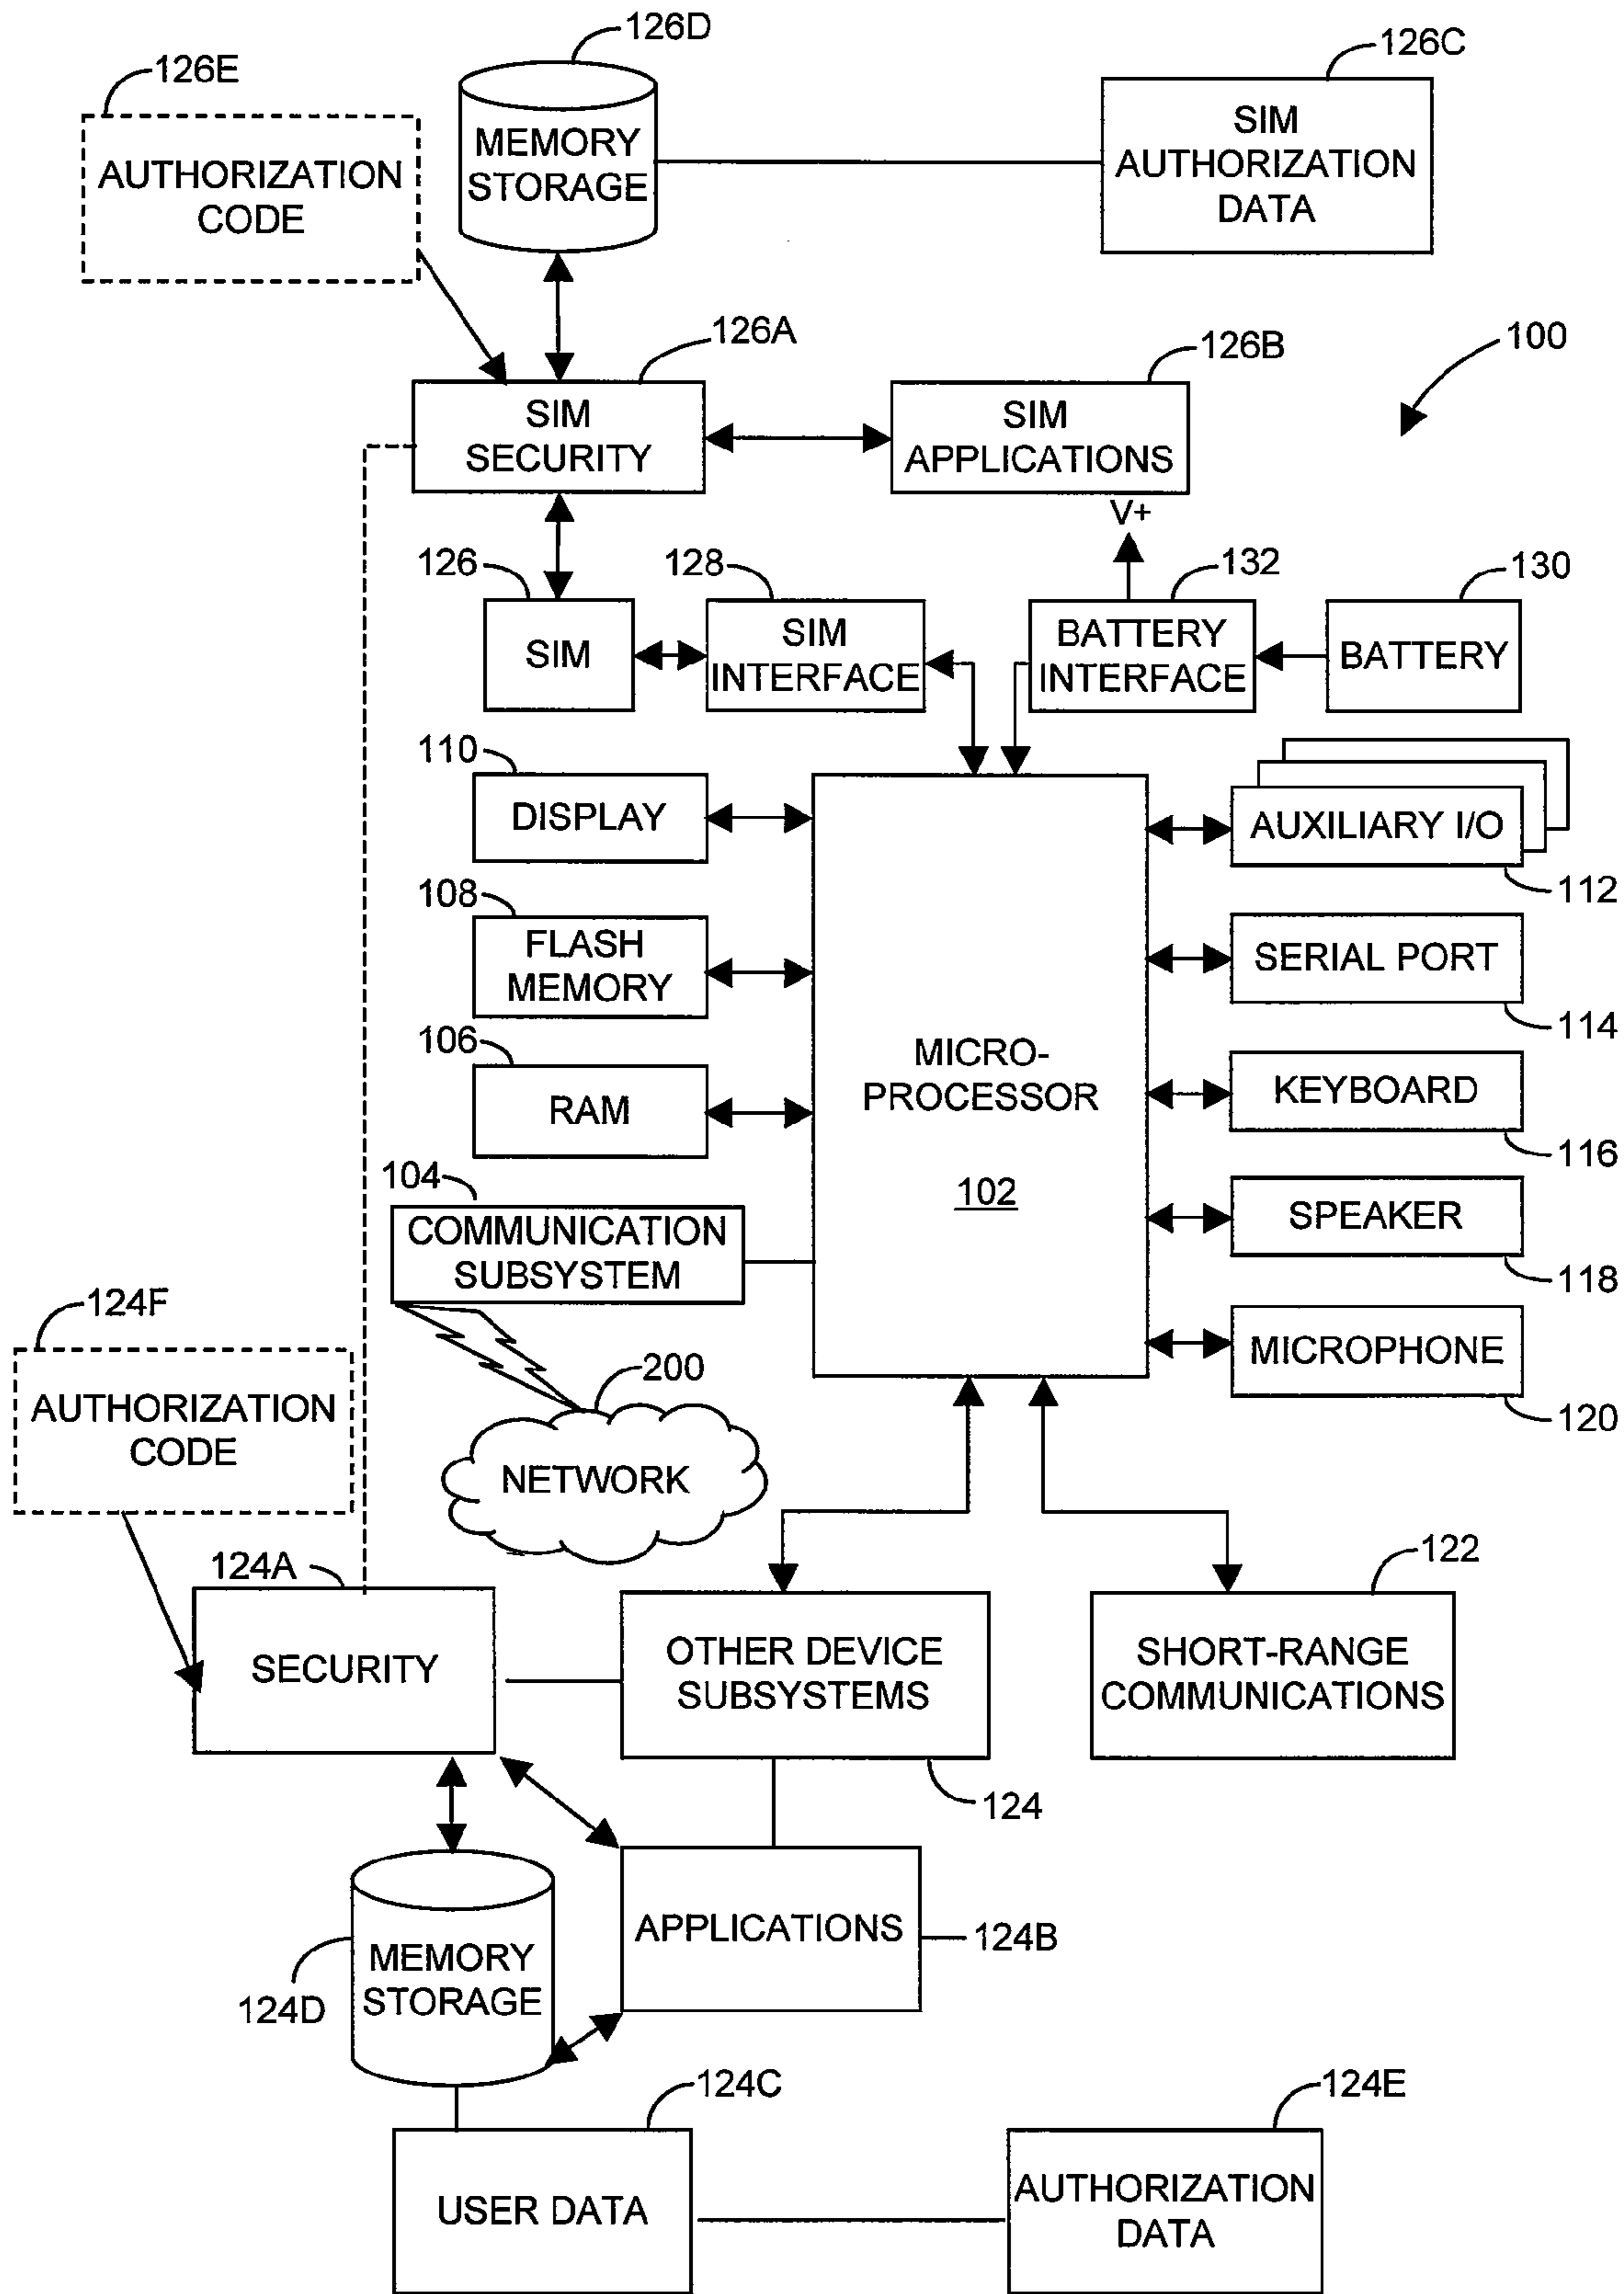 126D
126C
126E
MEMORY
STORAGE
SIM
AUTHORIZATION
DATA
AUTHORIZATION
CODE
126A
126B
100
SIM
SECURITY
SIM
APPLICATIONS
V+
126
128
132
130
SIM
SIM
INTERFACE
BATTERY
INTERFACE
BATTERY
110
DISPLAY
AUXILIARY I/O
112
108
FLASH
MEMORY
SERIAL PORT
114
106
RAM
MICRO-
PROCESSOR
102
KEYBOARD
116
104
COMMUNICATION
SUBSYSTEM
SPEAKER
118
124F
AUTHORIZATION
CODE
200
NETWORK
MICROPHONE
120
124A
122
SECURITY
OTHER DEVICE
SUBSYSTEMS
124
SHORT-RANGE
COMMUNICATIONS
MEMORY
STORAGE
124D
APPLICATIONS
124B
124C
124E
USER DATA
AUTHORIZATION
DATA